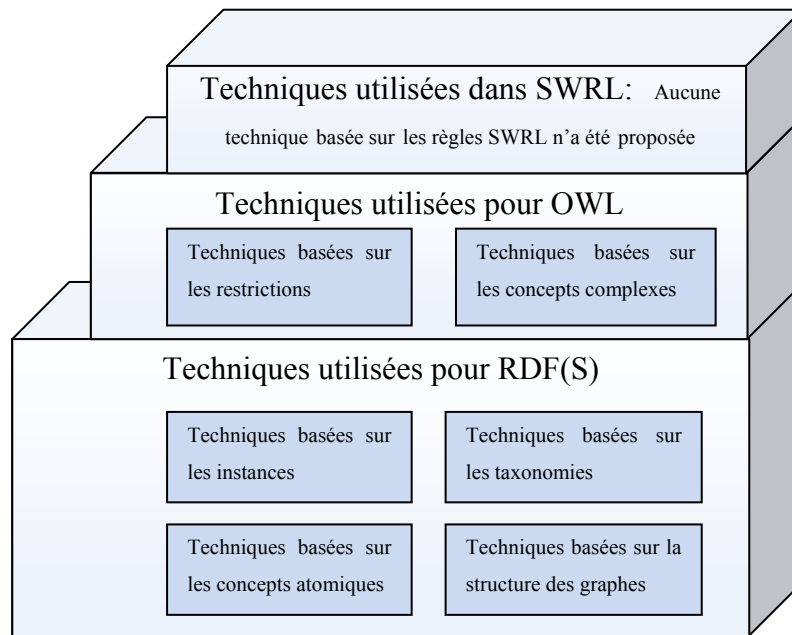 Techniques utilisées dans SWRL: Aucune
technique basée sur les règles SWRL n'a été proposée
Techniques utilisées pour OWL
Techniques basées sur
les restrictions
Techniques basées sur
les concepts complexes
Techniques utilisées pour RDF(S)
Techniques basées sur
les instances
Techniques basées sur
les taxonomies
Techniques basées sur
les concepts atomiques
Techniques basées sur la
structure des graphes